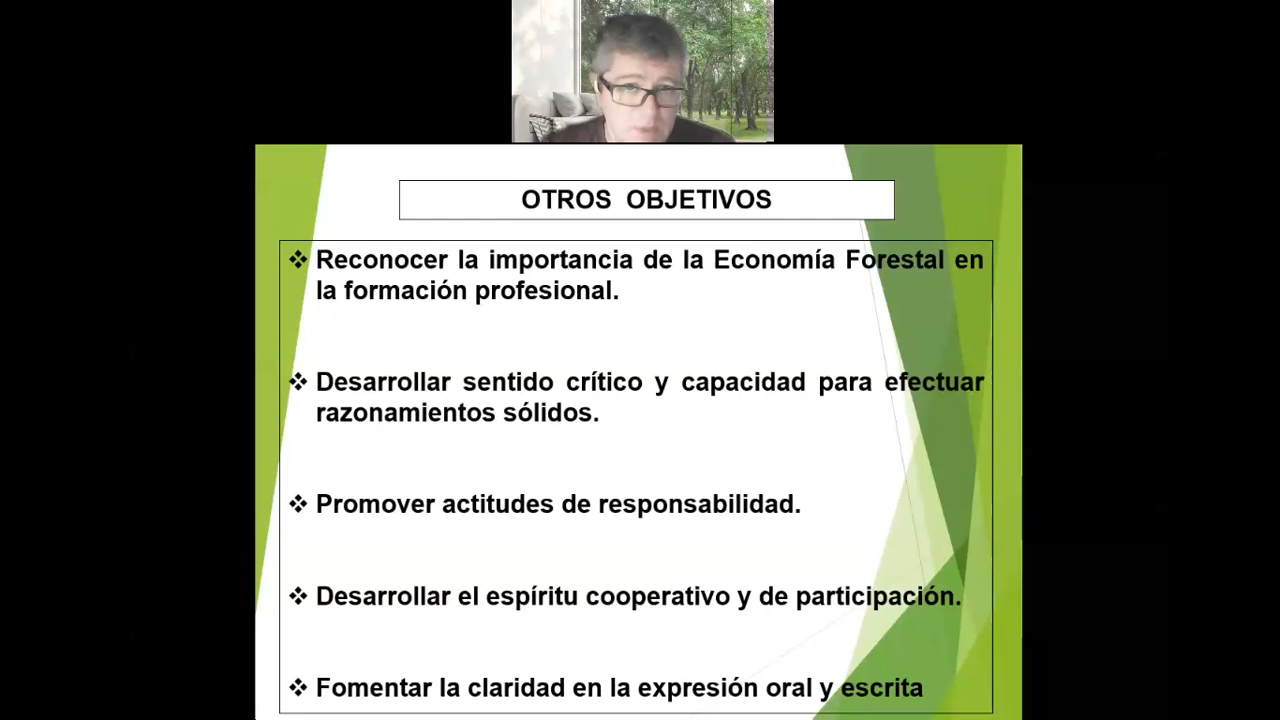 OTROS OBJETIVOS
❖ Reconocer la importancia de la Economía Forestal en
la formación profesional.
❖ Desarrollar sentido crítico y capacidad para efectuar
razonamientos sólidos.
❖ Promover actitudes de responsabilidad.
❖ Desarrollar el espíritu cooperativo y de participación.
❖ Fomentar la claridad en la expresión oral y escrita